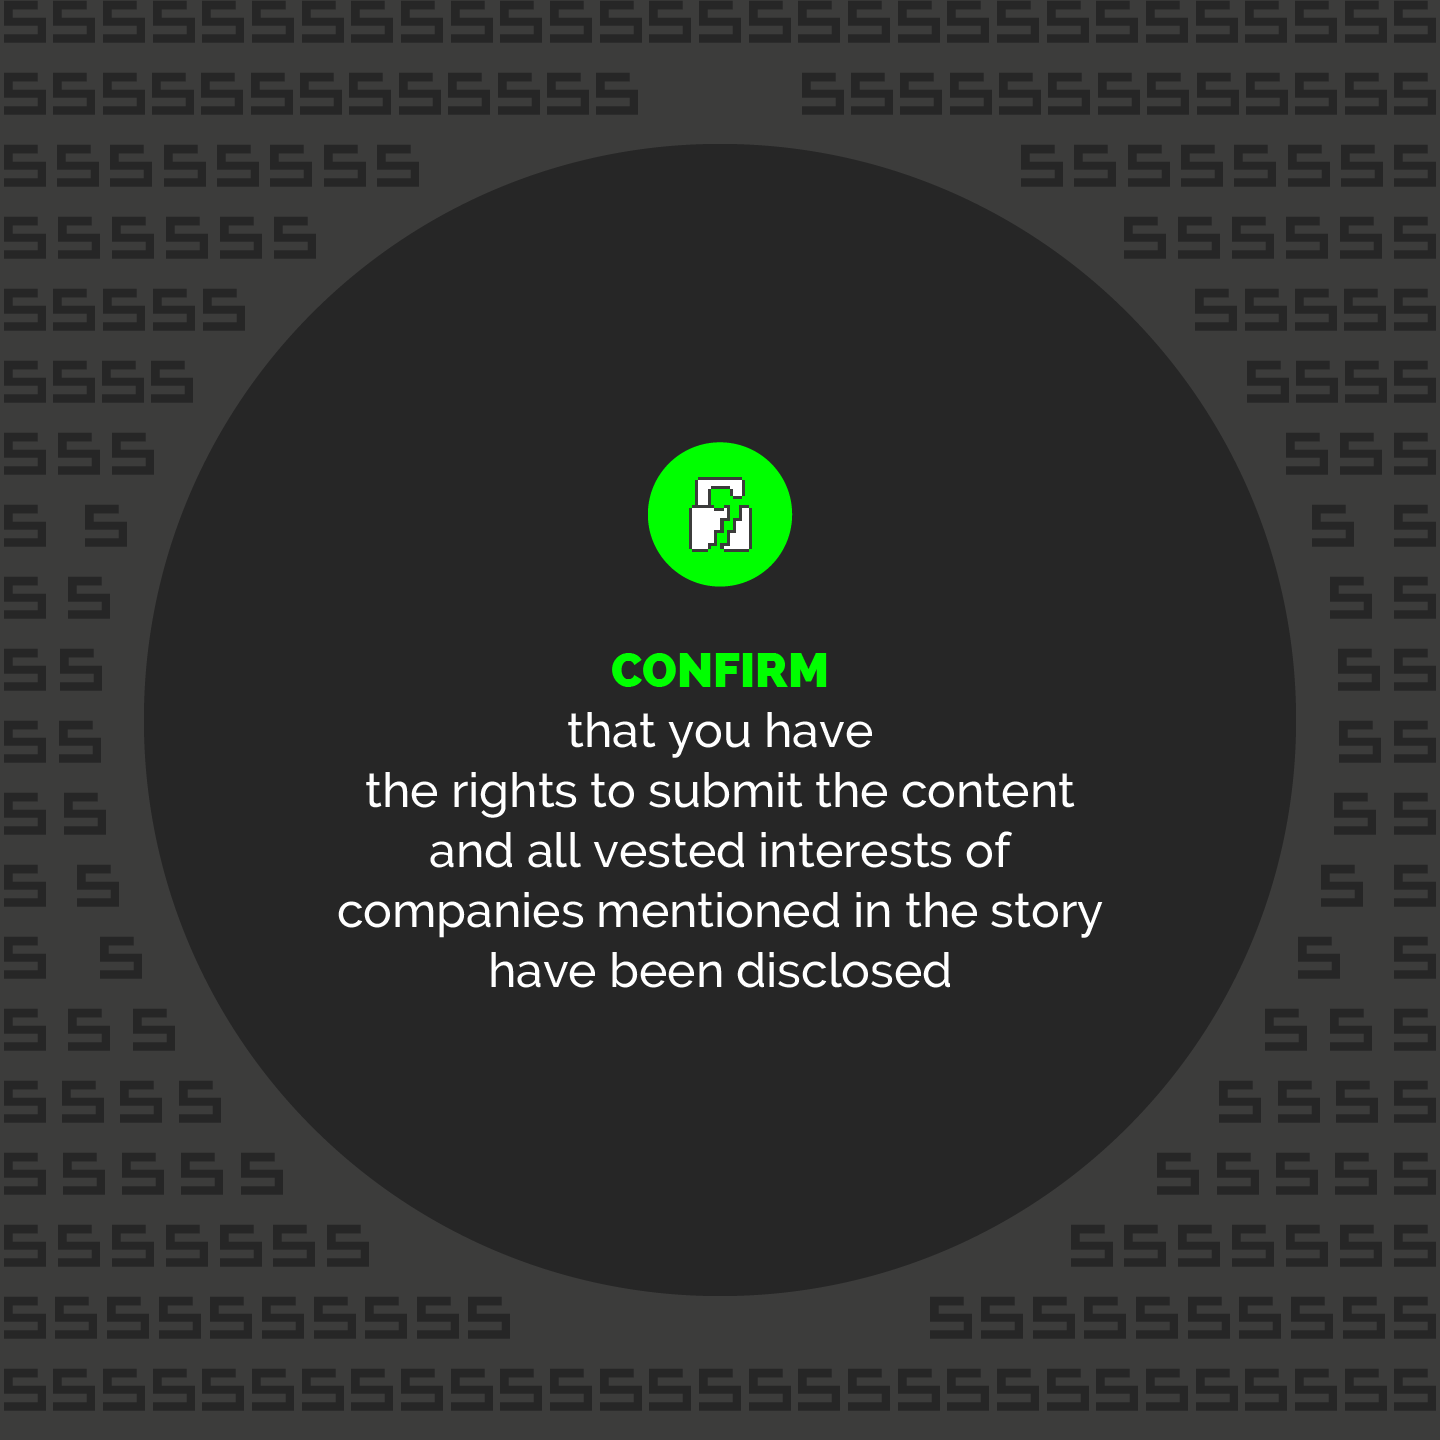 CONFIRM
that you have
the rights to submit the content
and all vested interests of
companies mentioned in the story
have been disclosed